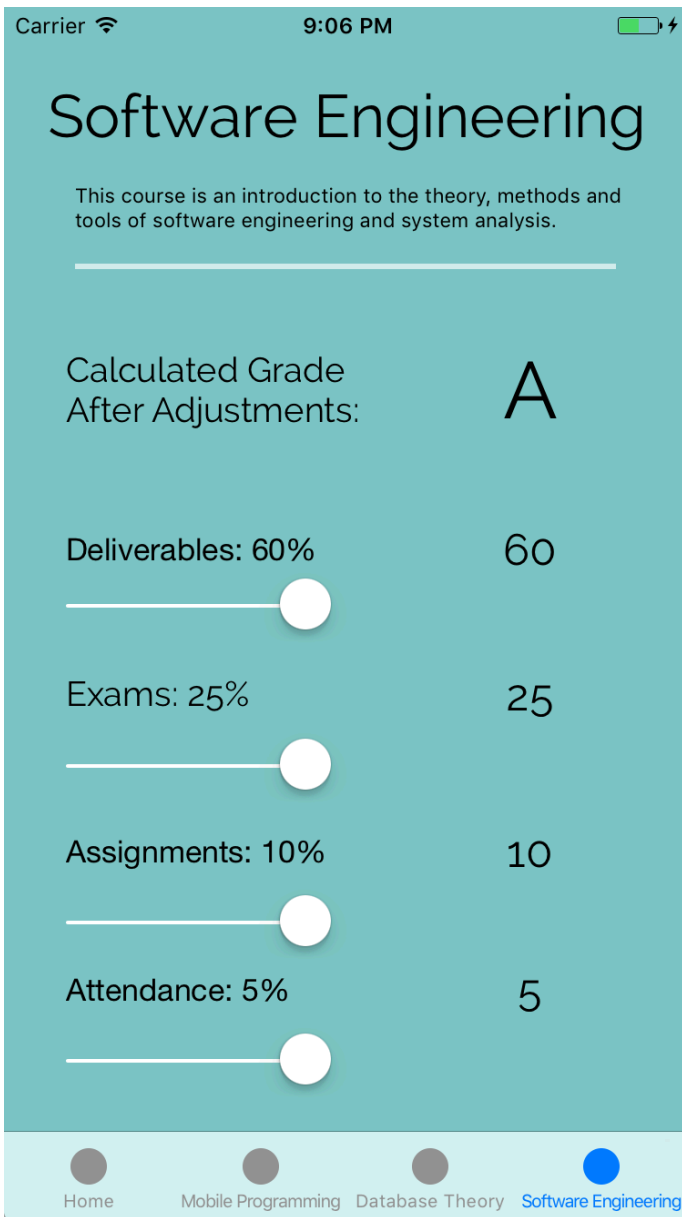 Carrier 9:06 PM
Software Engineering
This course is an introduction to the theory, methods and
tools of software engineering and system analysis.
Calculated Grade
After Adjustments:
A
Deliverables: 60% 60
Exams: 25% 25
Assignments: 10% 10
Attendance: 5% 5
Home Mobile Programming Database Theory Software Engineering